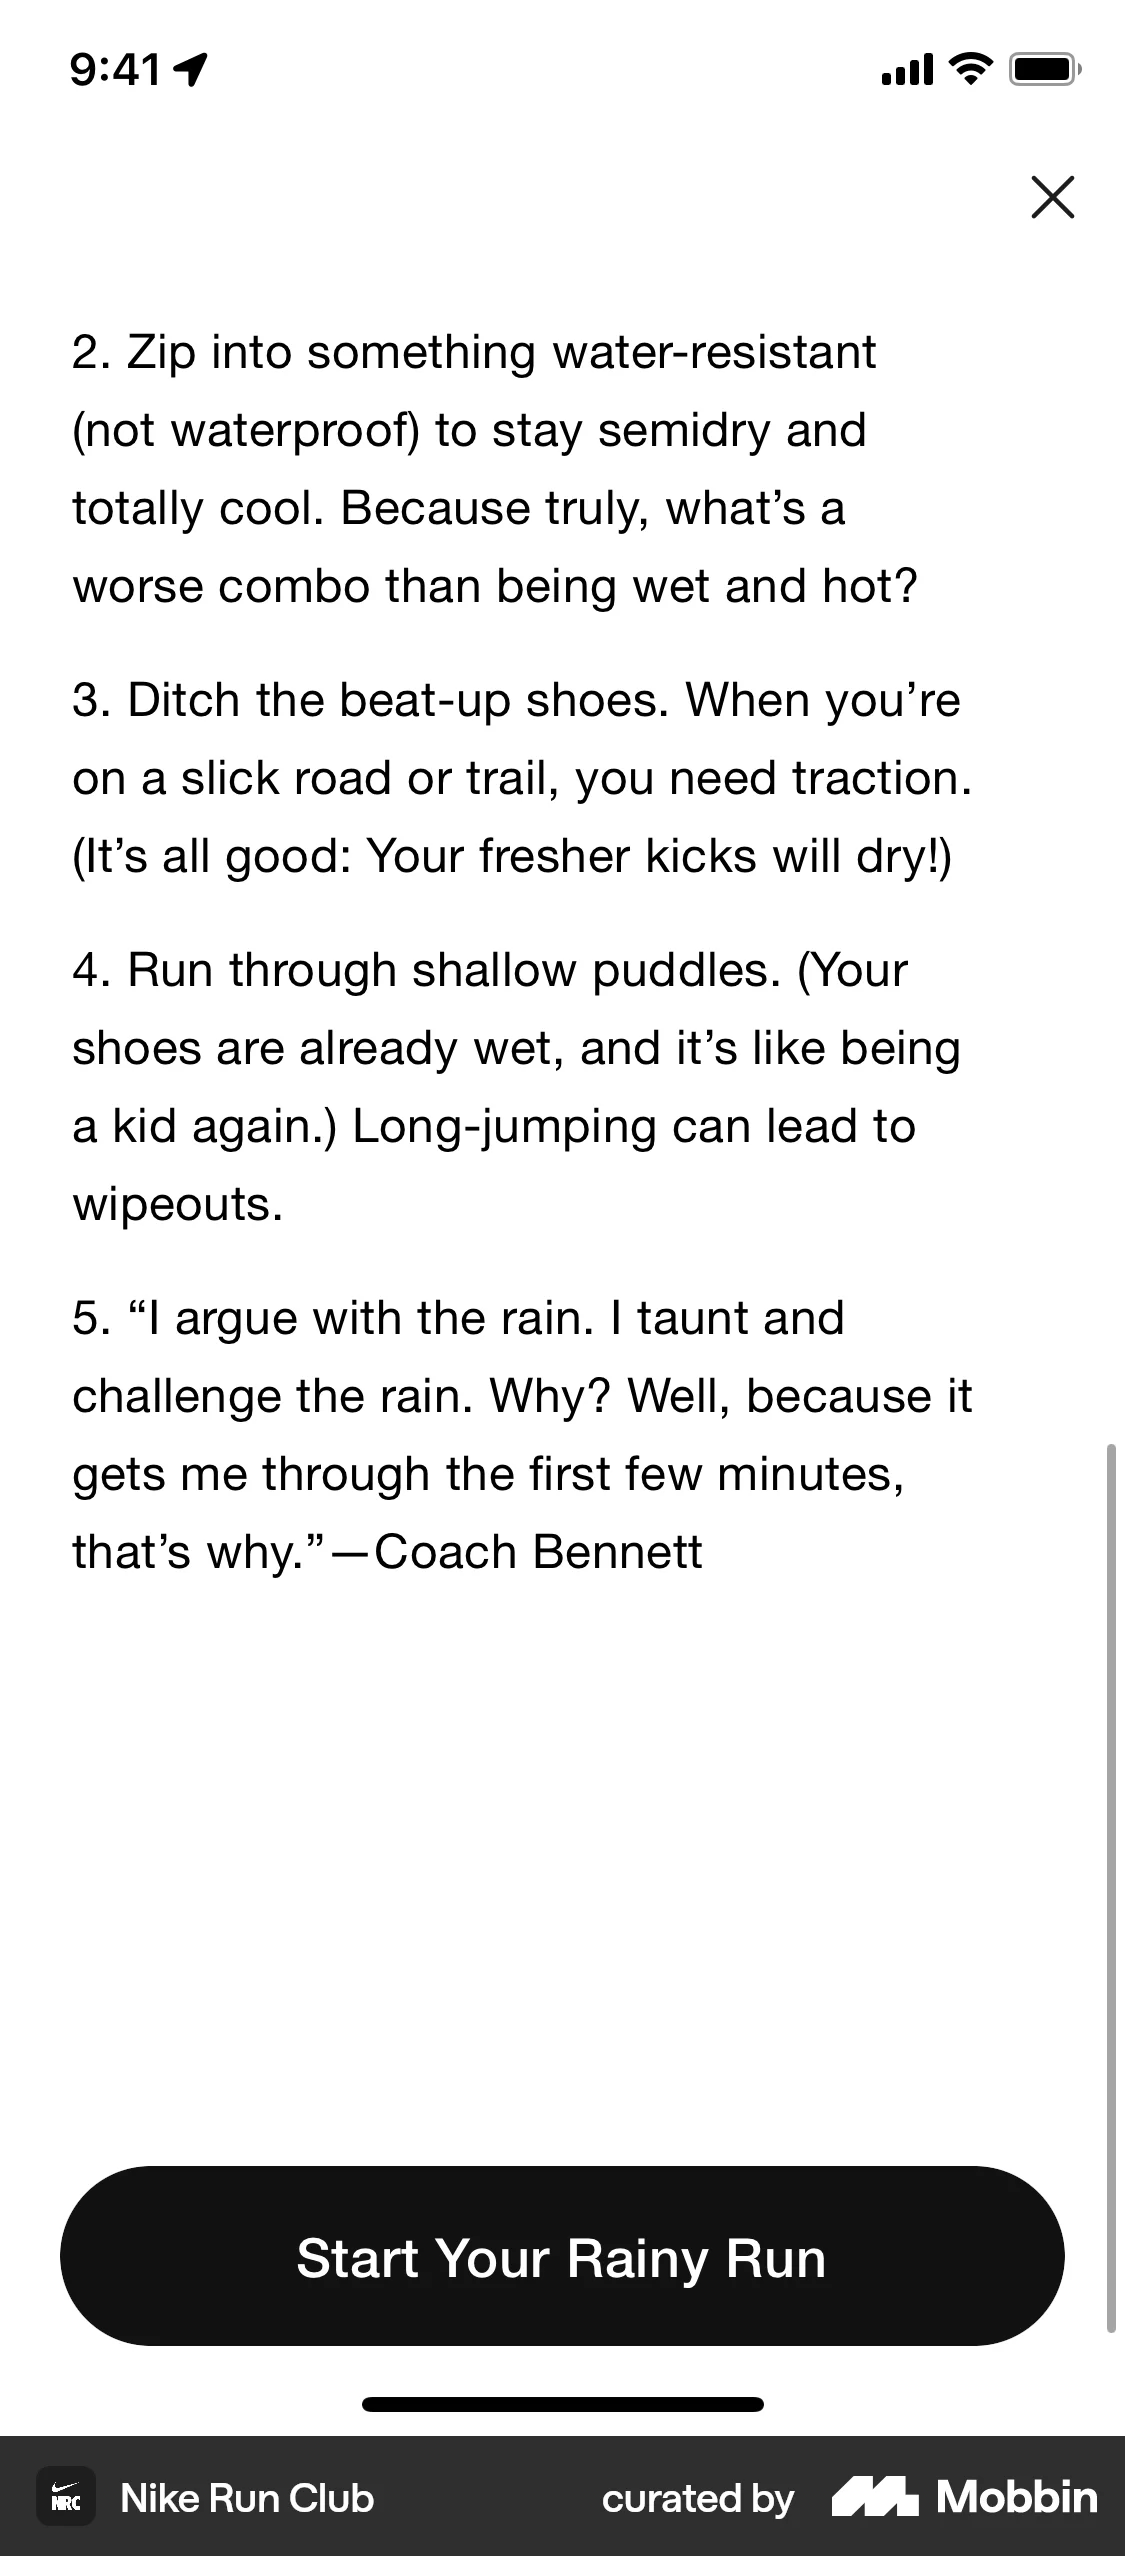 9:41
2. Zip into something water-resistant
(not waterproof) to stay semidry and
totally cool. Because truly, what’s a
worse combo than being wet and hot?
3. Ditch the beat-up shoes. When you’re
on a slick road or trail, you need traction.
(It’s all good: Your fresher kicks will dry!)
4. Run through shallow puddles. (Your
shoes are already wet, and it’s like being
a kid again.) Long-jumping can lead to
wipeouts.
5. “I argue with the rain. I taunt and
challenge the rain. Why? Well, because it
gets me through the first few minutes,
that’s why.”—Coach Bennett
Start Your Rainy Run
NRC Nike Run Club curated by Mobbin